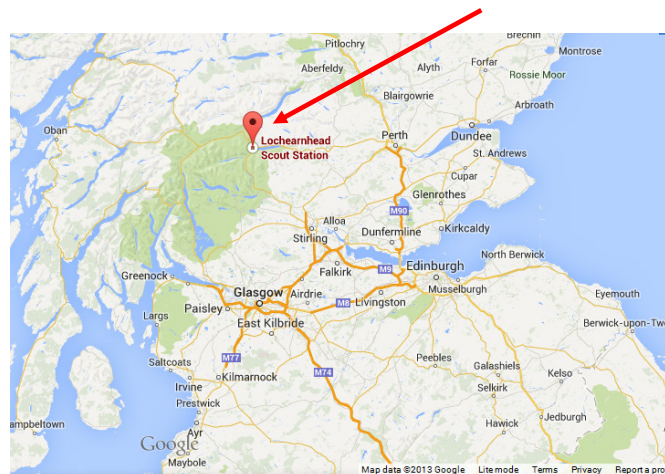 Brechin
Pitlochry
Montrose
Aberfeldy
Alyth
Forfar
Rossie Moor
Blairgowrie
Arbroath
Oban
Lochearnhead
Scout Station
Perth
Dundee
St. Andrews
Cupar
Glenrothes
M90
Alloa
Stirling
Dunfermline
Kirkcaldy
North Berwick
Greenock
Falkirk
M9
Edinburgh
Musselburgh
Glasgow
Airdrie
M8
Livingston
Eyemouth
Paisley
Largs
East Kilbride
Berwick-upon-Twe
M77
M74
Saltcoats
Peebles
Galashiels
Kelso
Irvine
Kilmarnock
Selkirk
Prestwick
Jedburgh
Hawick
ampbeltown
Ayr
Google
Maybole
Map data ©2013 Google Lite mode Terms Privacy Report a pro